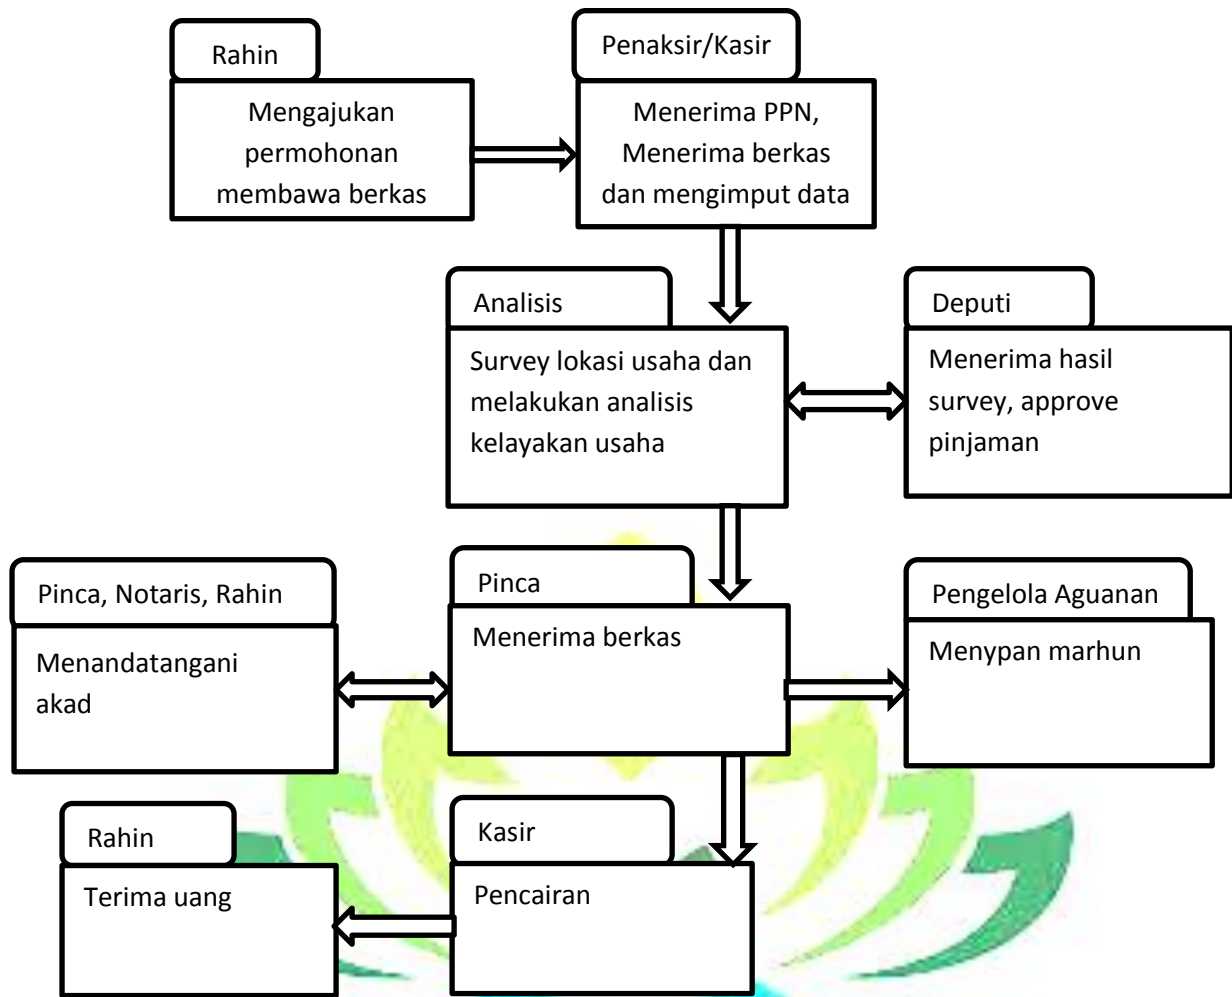 Rahin
Mengajukan
permohonan
membawa berkas
Penaksir/Kasir
Menerima PPN,
Menerima berkas
dan mengimput data
Analisis
Survey lokasi usaha dan
melakukan analisis
kelayakan usaha
Deputi
Menerima hasil
survey, approve
pinjaman
Pinca, Notaris, Rahin
Menandatangani
akad
Pinca
Menerima berkas
Pengelola Aguanan
Menypan marhun
Rahin
Terima uang
Kasir
Pencairan